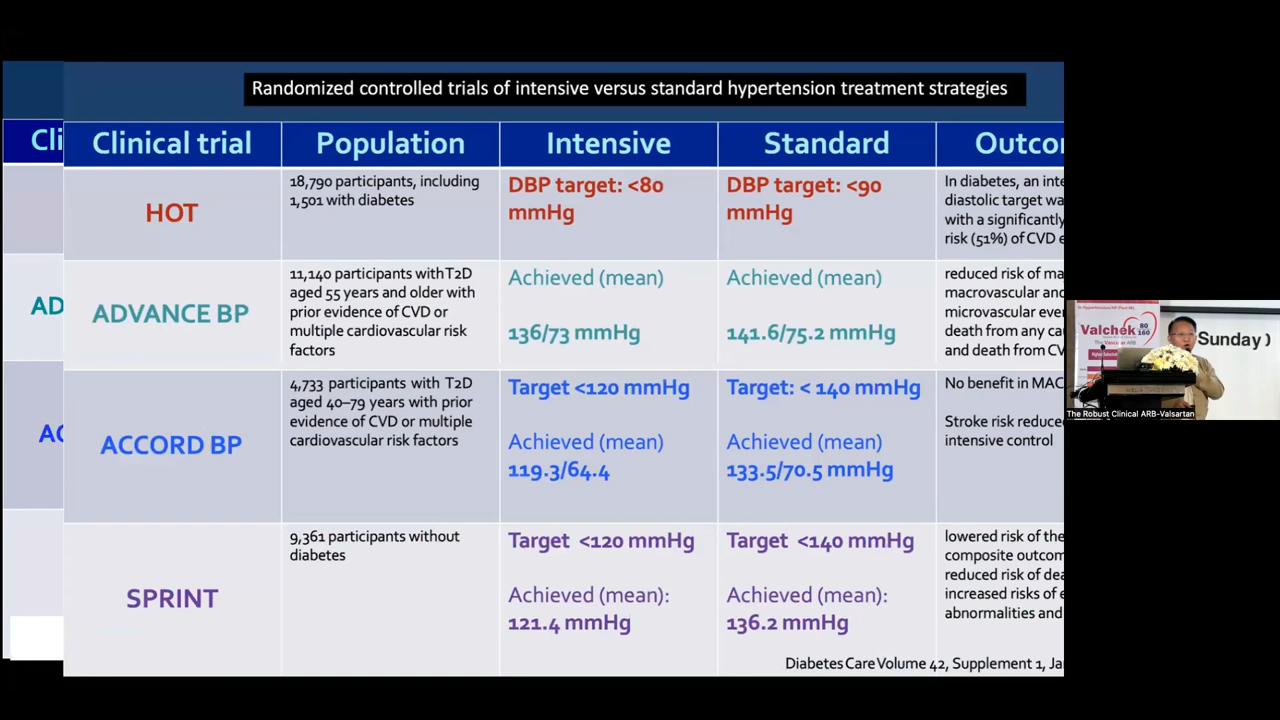 Randomized controlled trials of intensive versus standard hypertension treatment strategies
Cli
Clinical trial
Population
Intensive
Standard
Outcor
HOT
18,790 participants, including
1,501 with diabetes
DBP target: <80
mmHg
DBP target: <90
mmHg
In diabetes, an inte
diastolic target wa
with a significantly
risk (51%) of CVD e
AD
ADVANCE BP
11,140 participants with T2D
aged 55 years and older with
prior evidence of CVD or
multiple cardiovascular risk
factors
Achieved (mean)
136/73 mmHg
Achieved (mean)
141.6/75.2 mmHg
reduced risk of ma
macrovascular and
microvascular ever
death from any cau
and death from CV
AC
ACCORD BP
4,733 participants with T2D
aged 40–79 years with prior
evidence of CVD or multiple
cardiovascular risk factors
Target <120 mmHg
Achieved (mean)
119.3/64.4
Target: < 140 mmHg
Achieved (mean)
133.5/70.5 mmHg
No benefit in MAC
Stroke risk reduce
intensive control
SPRINT
9,361 participants without
diabetes
Target <120 mmHg
Achieved (mean):
121.4 mmHg
Target <140 mmHg
Achieved (mean):
136.2 mmHg
lowered risk of the
composite outcom
reduced risk of dea
increased risks of e
abnormalities and
Diabetes Care Volume 42, Supplement 1, Ja
Valchek
80
160
Sunday )
The Robust Clinical ARB-Valsartan